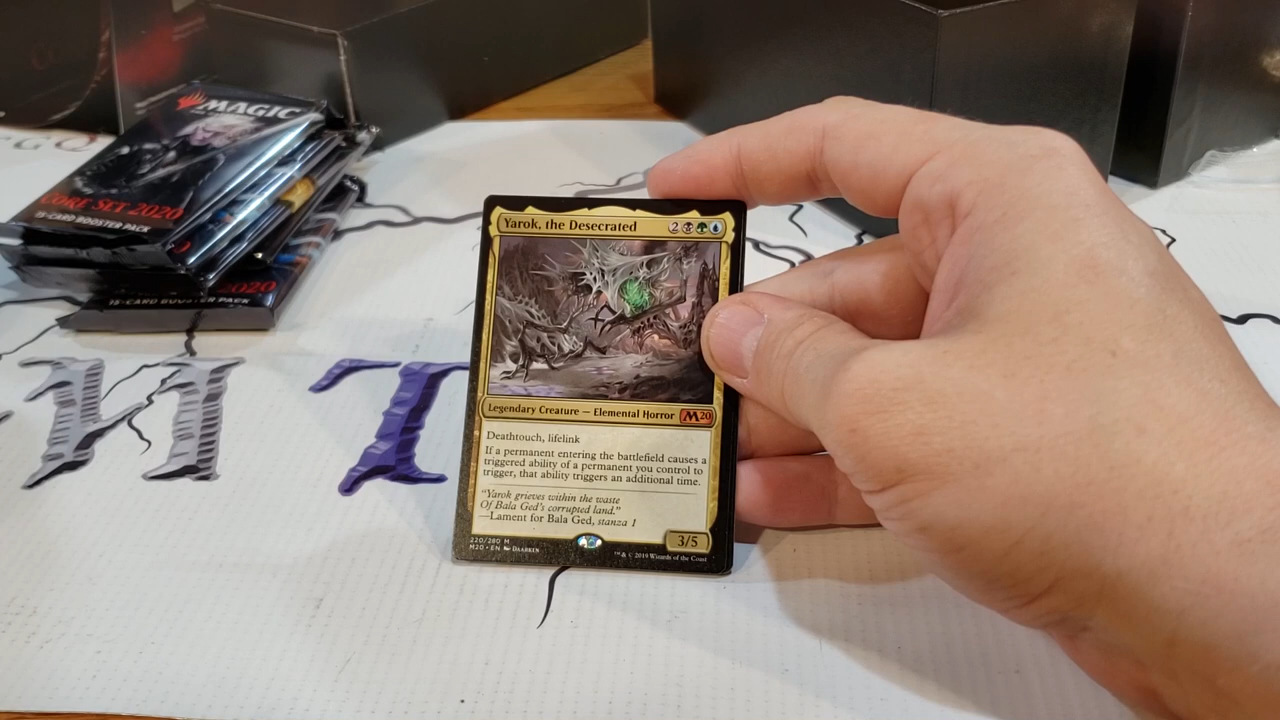 MAGIC
CORE SET 2020
15-CARD BOOSTER PACK
2020
15-CARD BOOSTER PACK
Yarok, the Desecrated
2
Legendary Creature — Elemental Horror
M20
Deathtouch, lifelink
If a permanent entering the battlefield causes a
triggered ability of a permanent you control to
trigger, that ability triggers an additional time.
"Yarok grieves within the waste
Of Bala Ged's corrupted land."
—Lament for Bala Ged, stanza 1
3/5
220/280 M
M20 • EN DAARKEN
™ & © 2019 Wizards of the Coast